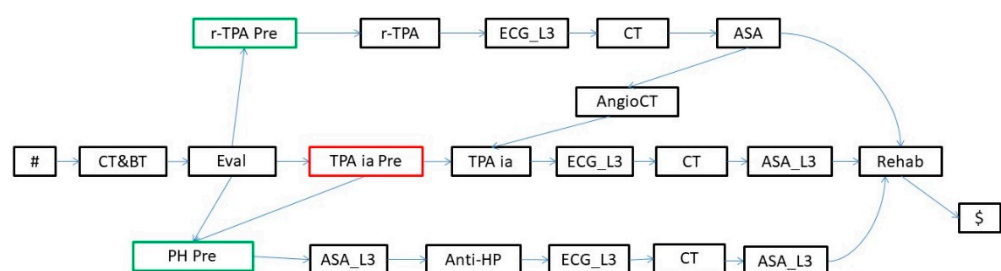 r-TPA Pre
r-TPA
ECG_L3
CT
ASA
AngioCT
#
CT&BT
Eval
TPA ia Pre
TPA ia
ECG_L3
CT
ASA_L3
Rehab
$
PH Pre
ASA_L3
Anti-HP
ECG_L3
CT
ASA_L3